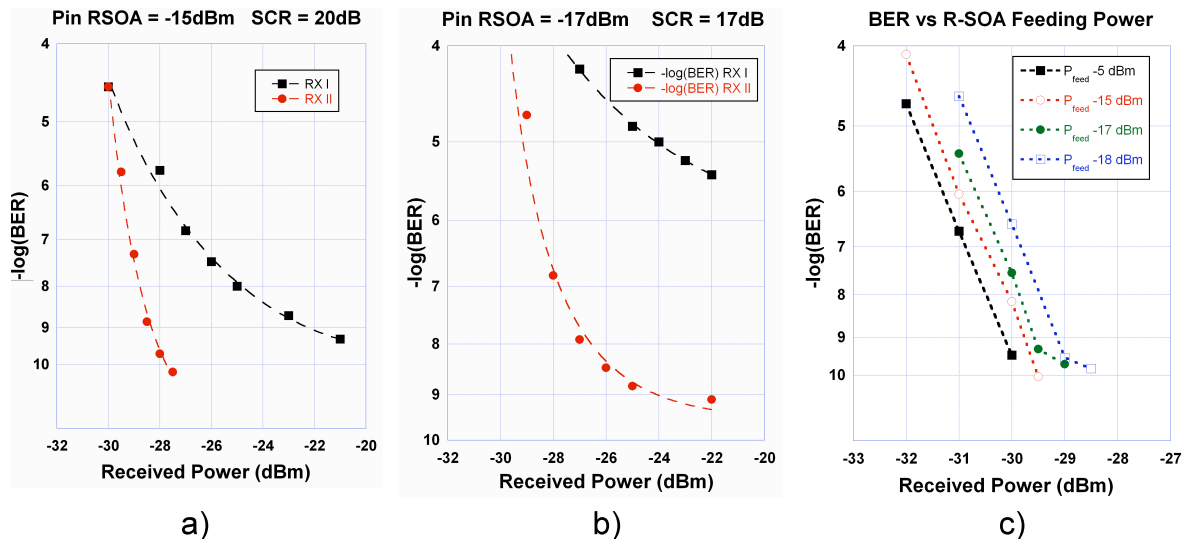 Pin RSOA = -15dBm SCR = 20dB
4
5
6
7
8
9
10
-log(BER)
RX I
RX II
-32 -30 -28 -26 -24 -22 -20
Received Power (dBm)
a)
Pin RSOA = -17dBm SCR = 17dB
4
5
6
7
8
9
10
-log(BER)
-log(BER) RX I
-log(BER) RX II
-32 -30 -28 -26 -24 -22 -20
Received Power (dBm)
b)
BER vs R-SOA Feeding Power
4
5
6
7
8
9
10
-log(BER)
Pfeed -5 dBm
Pfeed -15 dBm
Pfeed -17 dBm
Pfeed -18 dBm
-33 -32 -31 -30 -29 -28 -27
Received Power (dBm)
c)